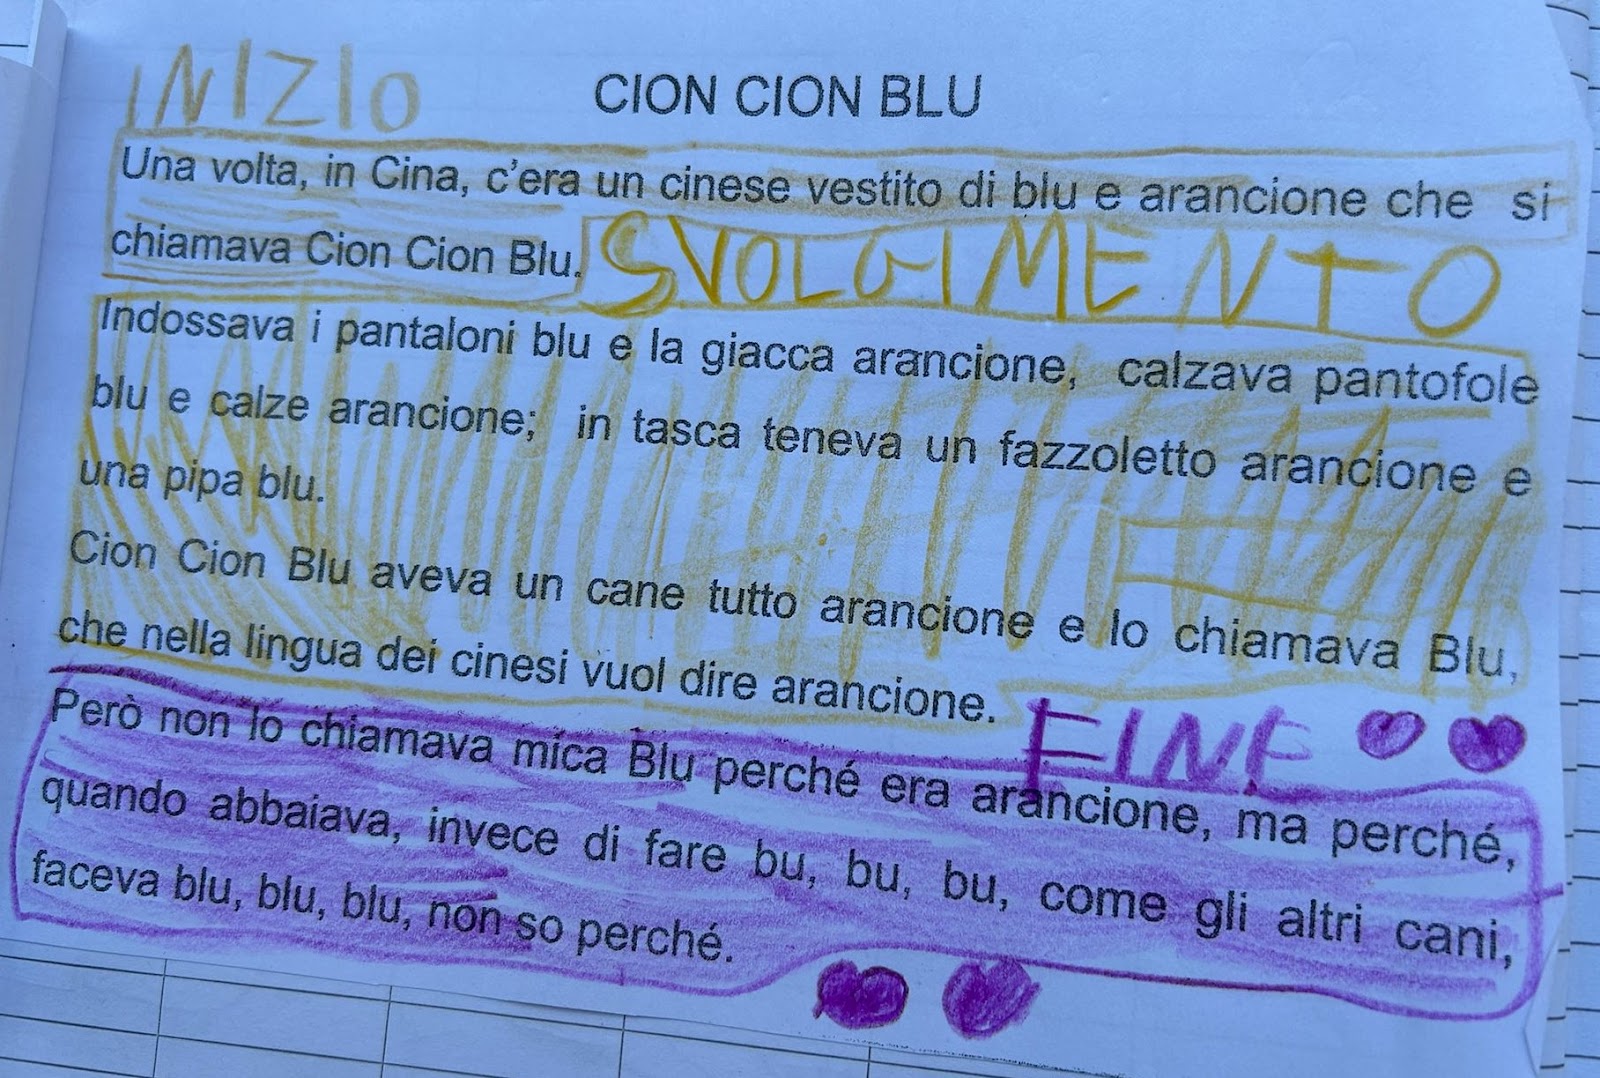 INIZIO CION CION BLU
Una volta, in Cina, c'era un cinese vestito di blu e arancione che si
chiamava Cion Cion Blu. SVOLGIMENTO
Indossava i pantaloni blu e la giacca arancione, calzava pantofole
blu e calze arancione; in tasca teneva un fazzoletto arancione e
una pipa blu.
Cion Cion Blu aveva un cane tutto arancione e lo chiamava Blu,
che nella lingua dei cinesi vuol dire arancione.
FINE
Però non lo chiamava mica Blu perché era arancione, ma perché,
quando abbaiava, invece di fare bu, bu, bu, come gli altri cani,
faceva blu, blu, blu, non so perché.